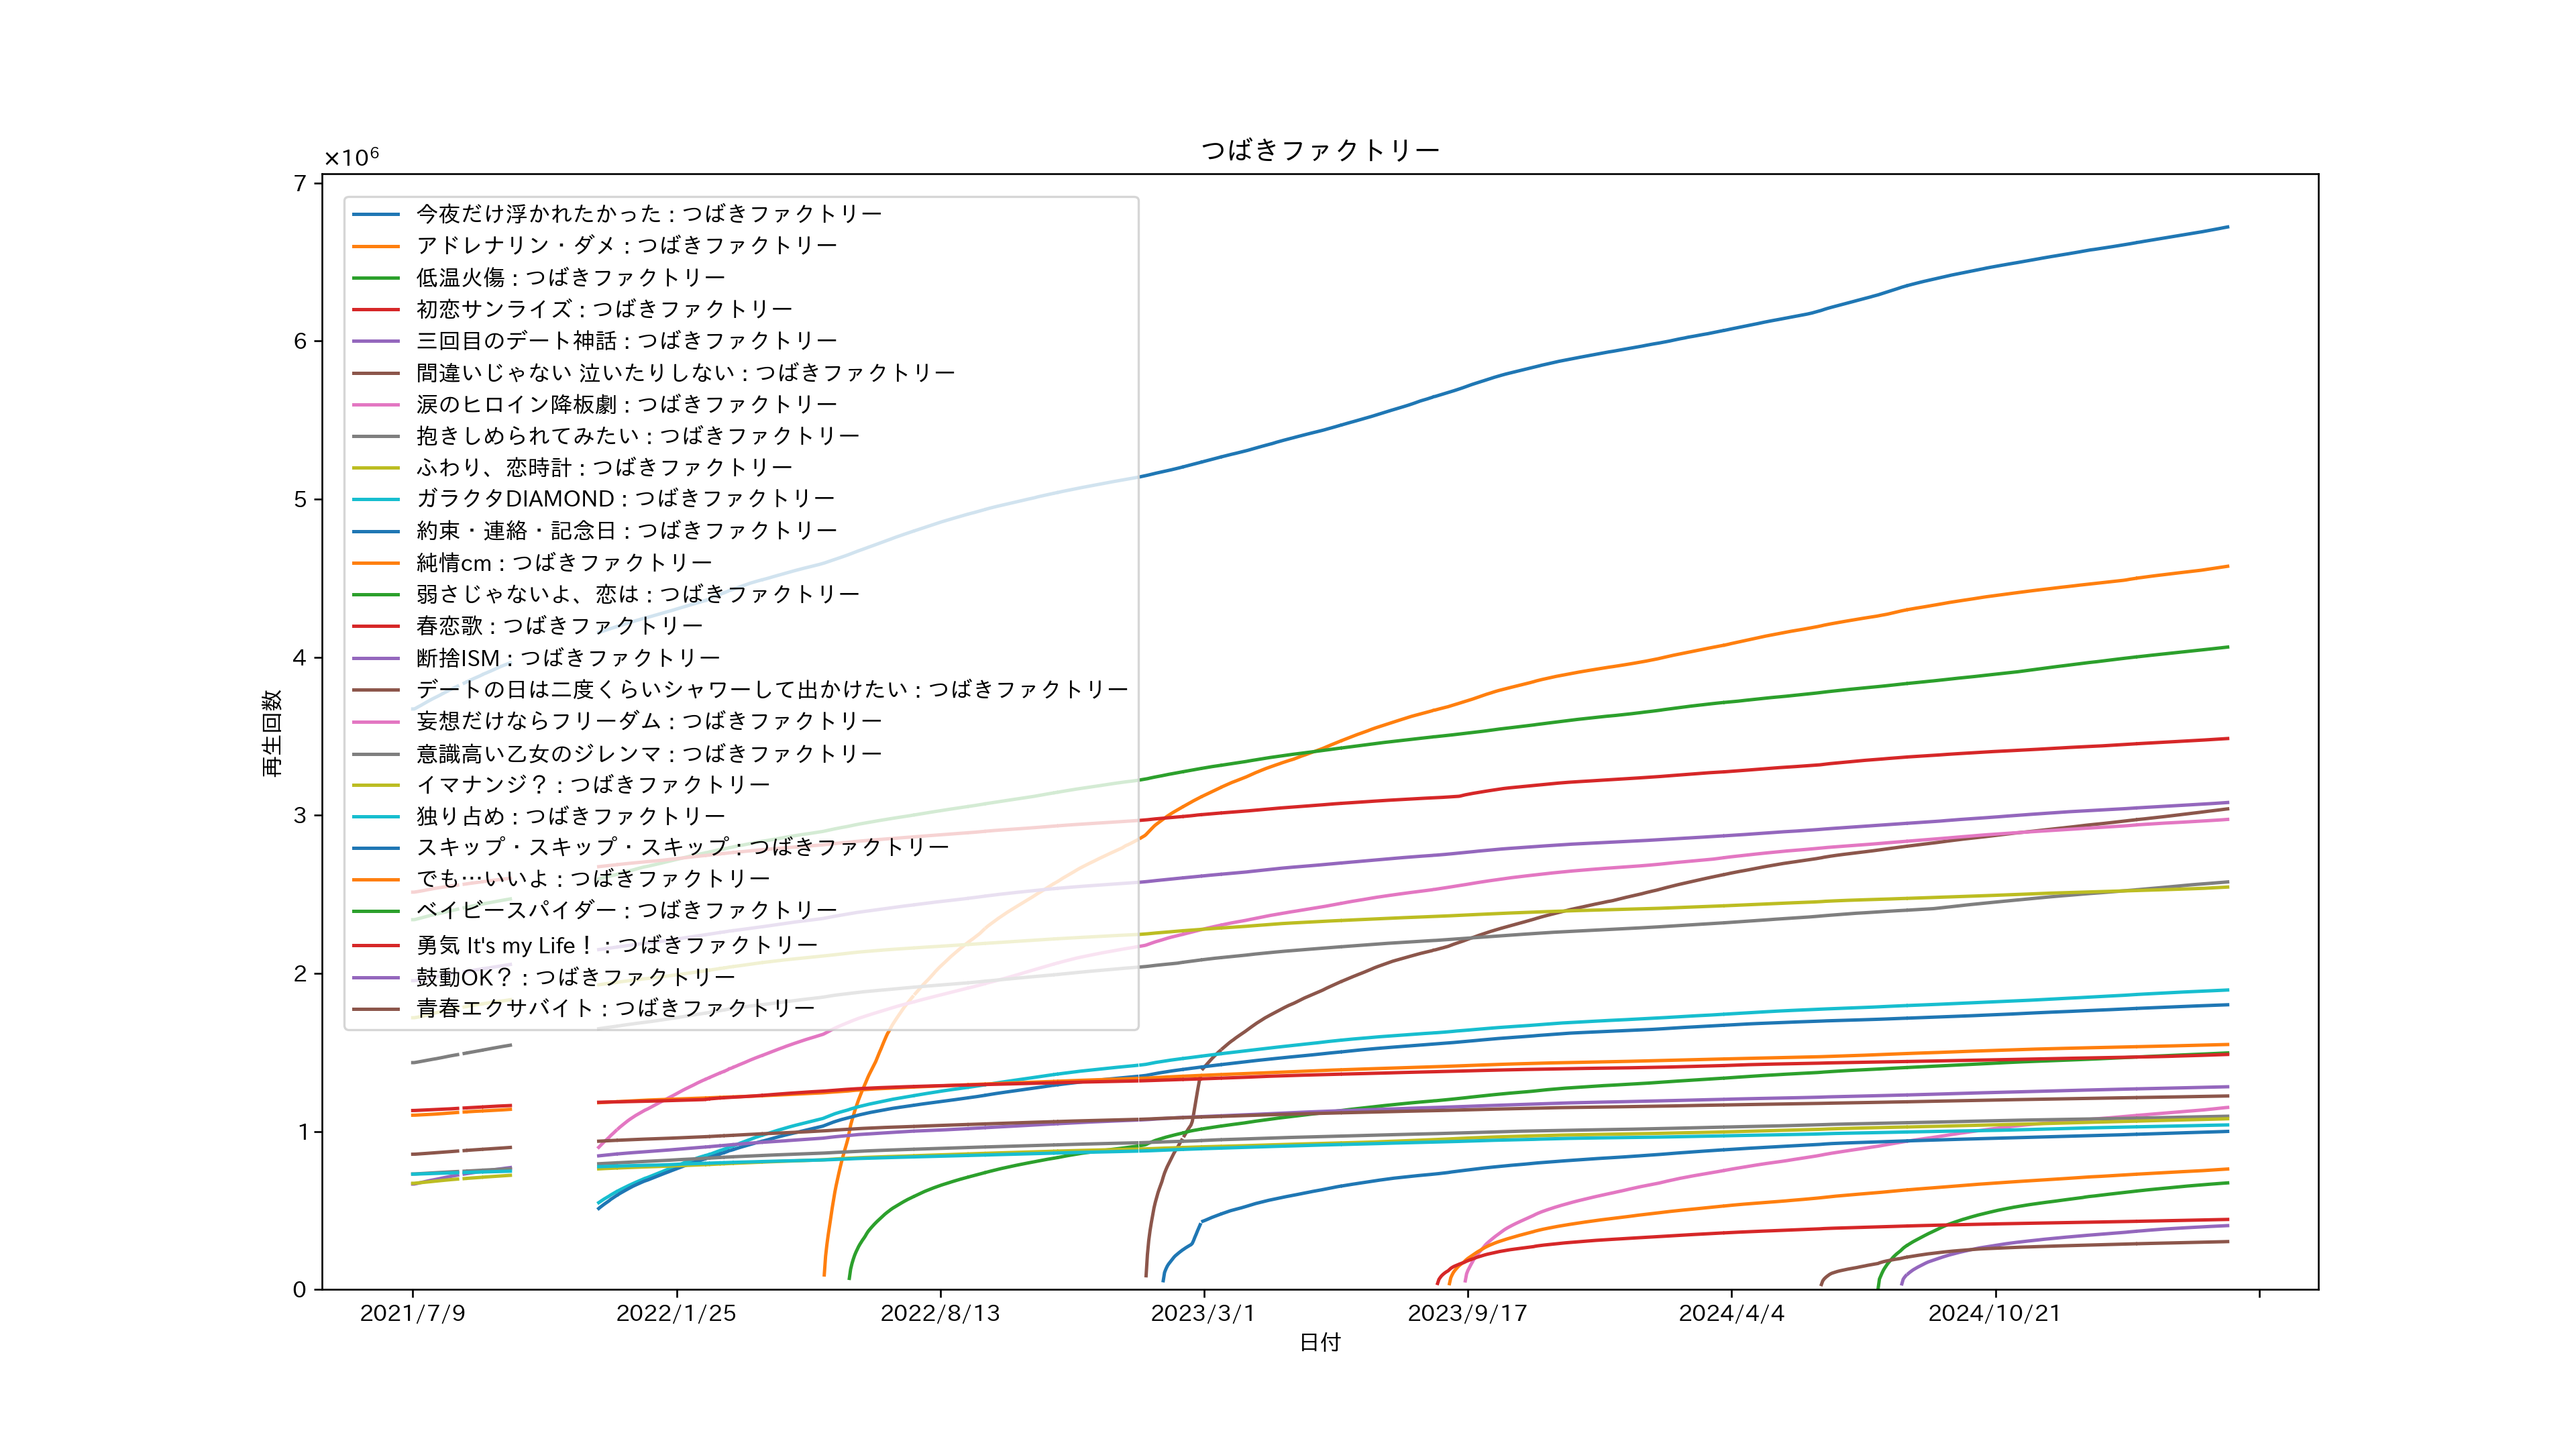 つばきファクトリー
×10⁶
7
6
5
4
3
2
1
0
再生回数
今夜だけ浮かれたかった : つばきファクトリー
アドレナリン・ダメ : つばきファクトリー
低温火傷 : つばきファクトリー
初恋サンライズ : つばきファクトリー
三回目のデート神話 : つばきファクトリー
間違いじゃない 泣いたりしない : つばきファクトリー
涙のヒロイン降板劇 : つばきファクトリー
抱きしめられてみたい : つばきファクトリー
ふわり、恋時計 : つばきファクトリー
ガラクタDIAMOND : つばきファクトリー
約束・連絡・記念日 : つばきファクトリー
純情cm : つばきファクトリー
弱さじゃないよ、恋は : つばきファクトリー
春恋歌 : つばきファクトリー
断捨ISM : つばきファクトリー
デートの日は二度くらいシャワーして出かけたい : つばきファクトリー
妄想だけならフリーダム : つばきファクトリー
意識高い乙女のジレンマ : つばきファクトリー
イマナンジ？ : つばきファクトリー
独り占め : つばきファクトリー
スキップ・スキップ・スキップ : つばきファクトリー
でも…いいよ : つばきファクトリー
ベイビースパイダー : つばきファクトリー
勇気 It's my Life！ : つばきファクトリー
鼓動OK？ : つばきファクトリー
青春エクサバイト : つばきファクトリー
2021/7/9 2022/1/25 2022/8/13 2023/3/1 2023/9/17 2024/4/4 2024/10/21
日付